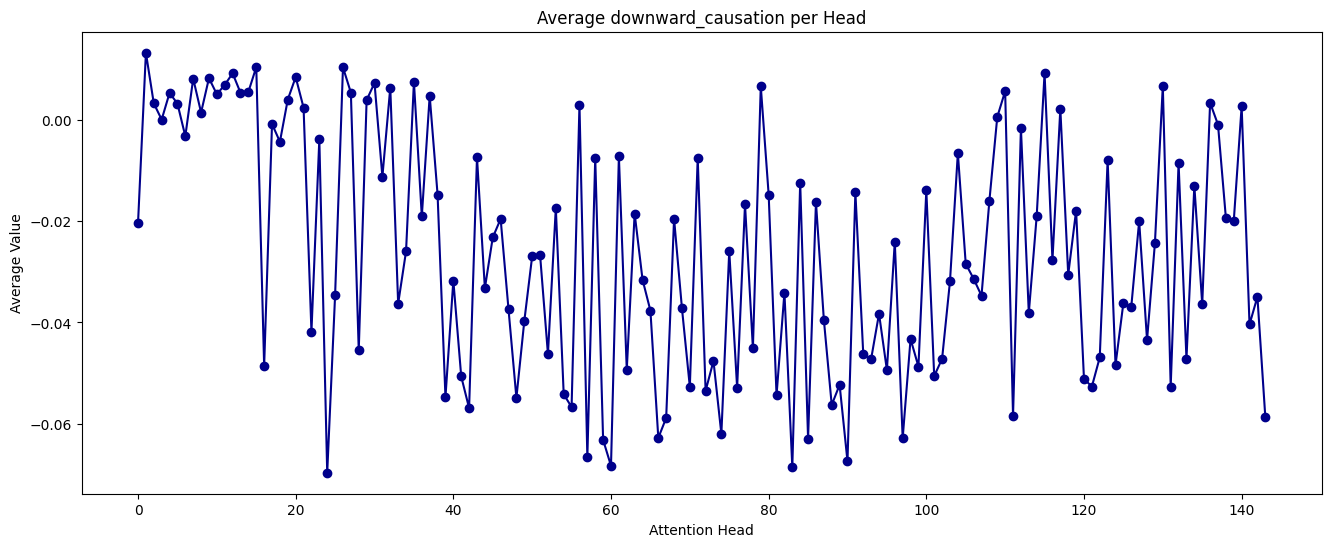 Average downward_causation per Head
Average Value
0.00
−0.02
−0.04
−0.06
0 20 40 60 80 100 120 140
Attention Head